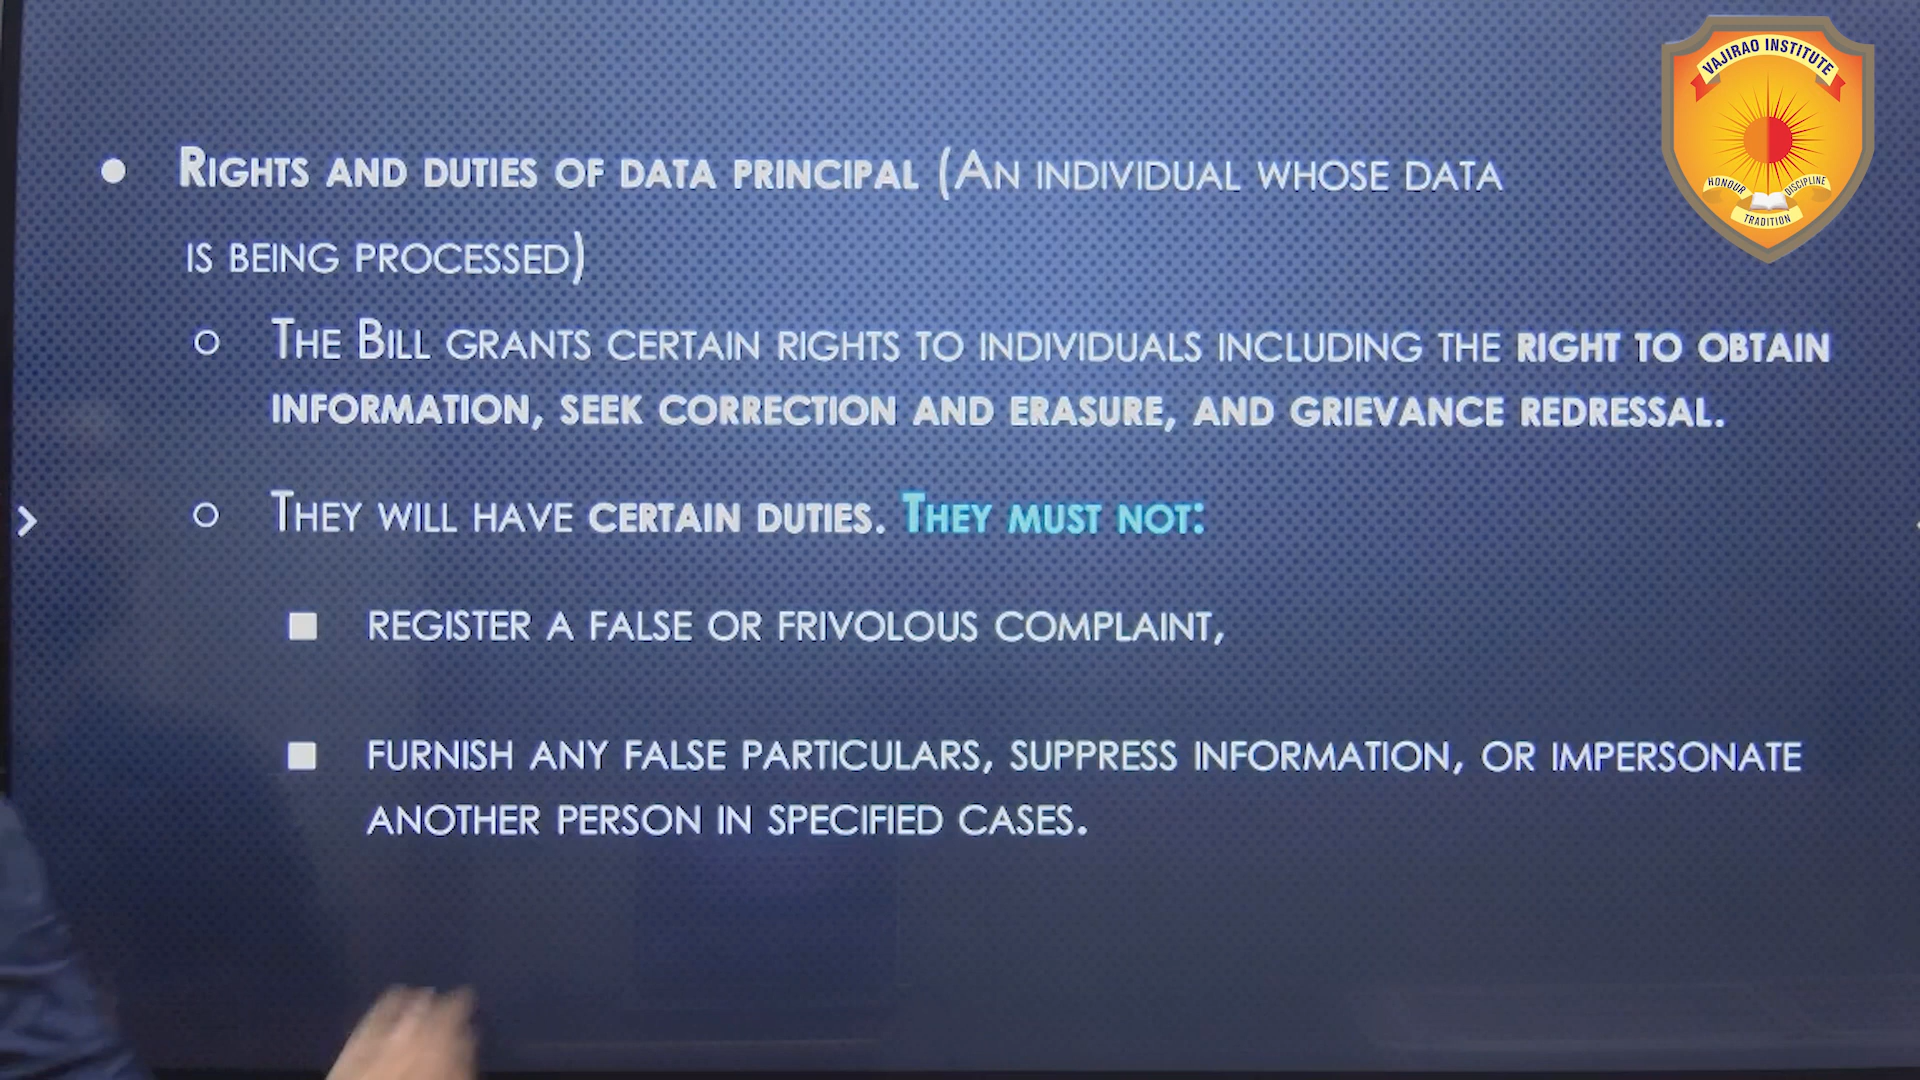 VAJIRAO INSTITUTE
HONOUR
DISCIPLINE
TRADITION
● RIGHTS AND DUTIES OF DATA PRINCIPAL (AN INDIVIDUAL WHOSE DATA
IS BEING PROCESSED)
○ THE BILL GRANTS CERTAIN RIGHTS TO INDIVIDUALS INCLUDING THE RIGHT TO OBTAIN
INFORMATION, SEEK CORRECTION AND ERASURE, AND GRIEVANCE REDRESSAL.
○ THEY WILL HAVE CERTAIN DUTIES. THEY MUST NOT:
■ REGISTER A FALSE OR FRIVOLOUS COMPLAINT,
■ FURNISH ANY FALSE PARTICULARS, SUPPRESS INFORMATION, OR IMPERSONATE
ANOTHER PERSON IN SPECIFIED CASES.